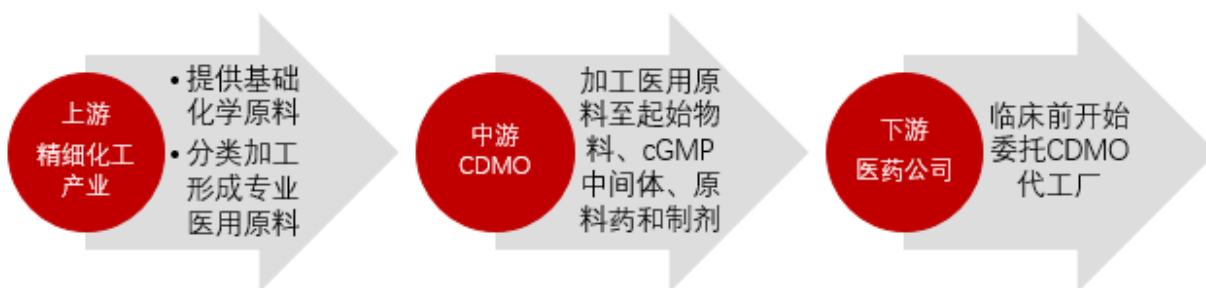 上游
精细化工
产业
• 提供基础
化学原料
• 分类加工
形成专业
医用原料
中游
CDMO
加工医用原
料至起始物
料、cGMP
中间体、原
料药和制剂
下游
医药公司
临床前开始
委托CDMO
代工厂